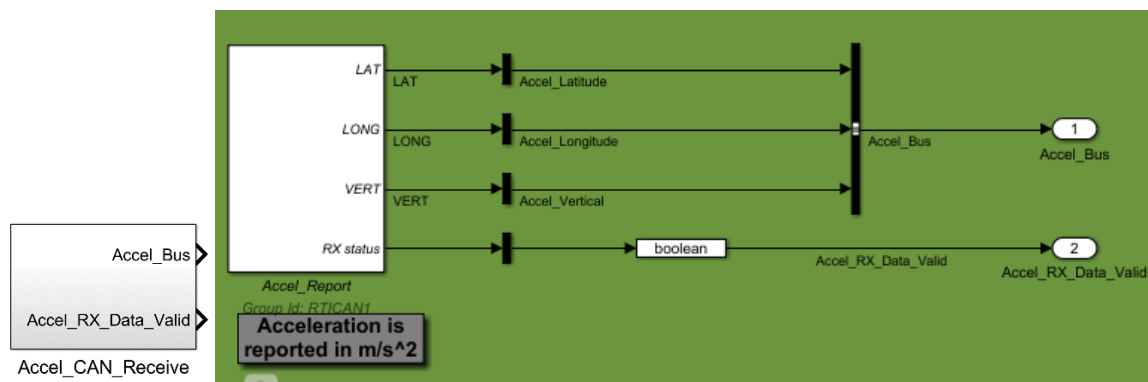 Accel_Bus
Accel_RX_Data_Valid
Accel_CAN_Receive
LAT
LONG
VERT
RX status
Accel_Report
Group Id: RTICAN1
Acceleration is
reported in m/s^2
LAT
LONG
VERT
Accel_Latitude
Accel_Longitude
Accel_Vertical
boolean
Accel_Bus
Accel_RX_Data_Valid
1
Accel_Bus
2
Accel_RX_Data_Valid